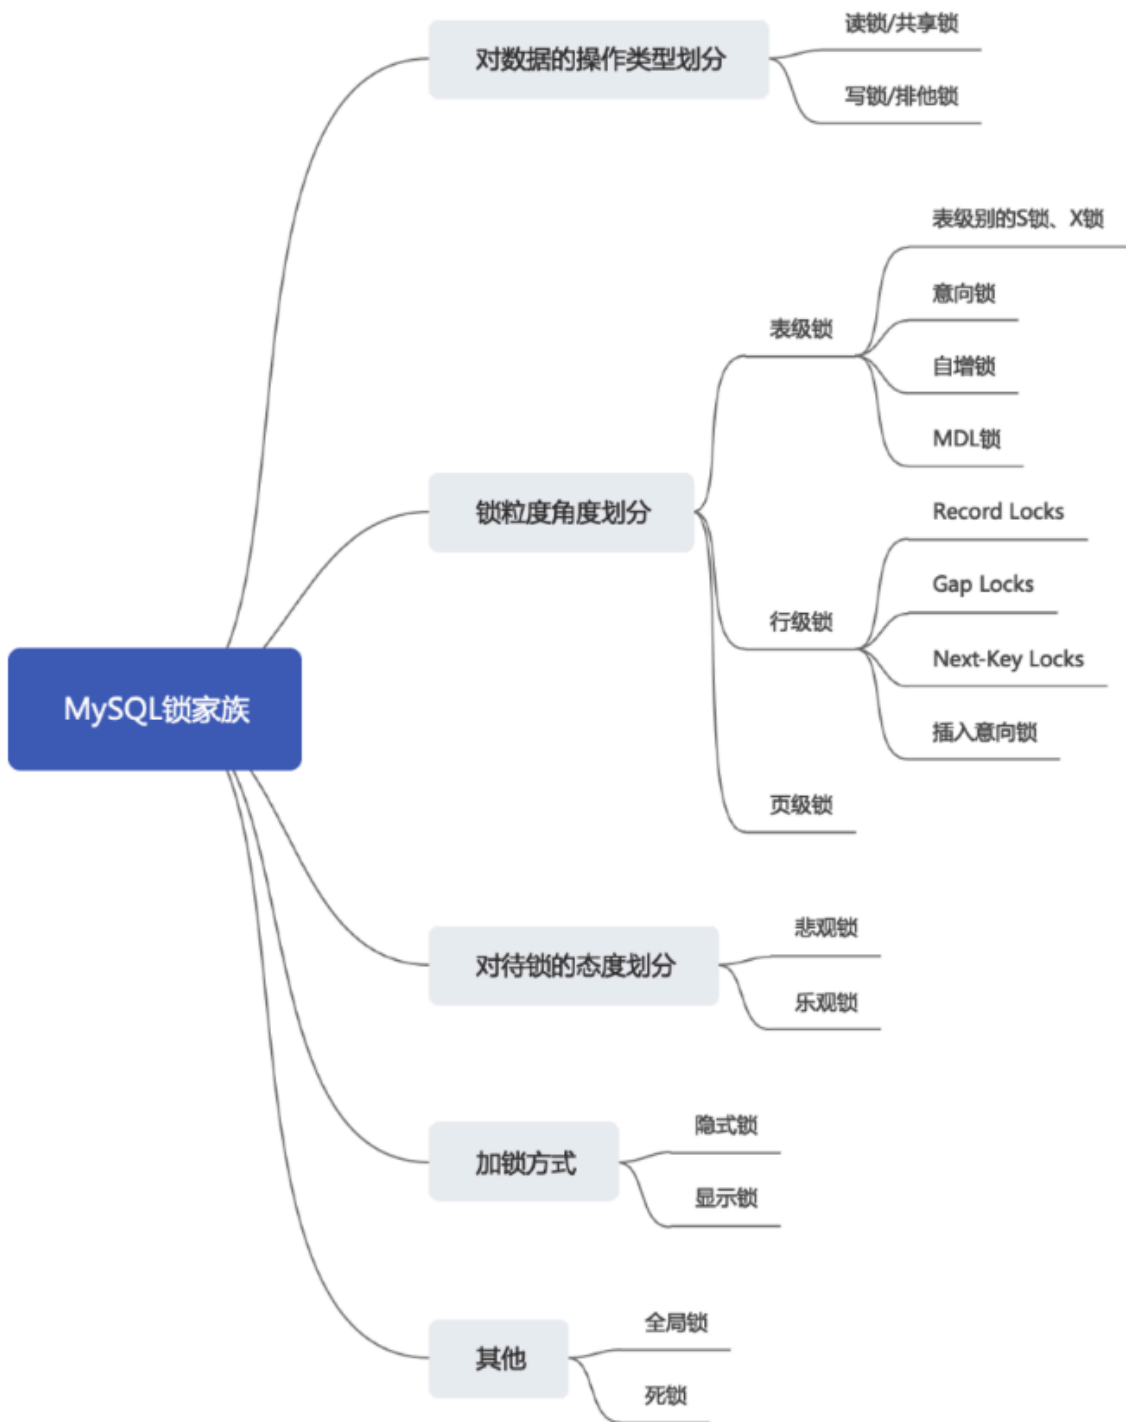 MySQL锁家族
对数据的操作类型划分
读锁/共享锁
写锁/排他锁
锁粒度角度划分
表级锁
表级别的S锁、X锁
意向锁
自增锁
MDL锁
行级锁
Record Locks
Gap Locks
Next-Key Locks
插入意向锁
页级锁
对待锁的态度划分
悲观锁
乐观锁
加锁方式
隐式锁
显示锁
其他
全局锁
死锁